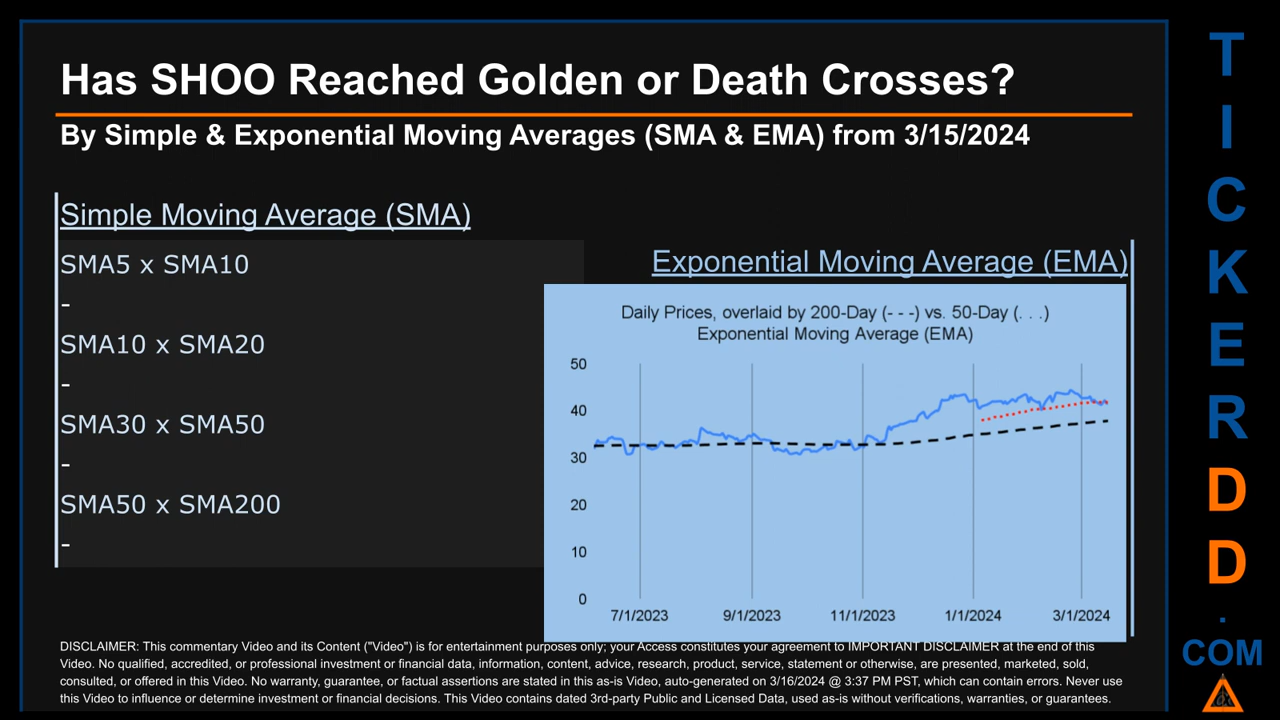 Has SHOO Reached Golden or Death Crosses?
By Simple & Exponential Moving Averages (SMA & EMA) from 3/15/2024
Simple Moving Average (SMA)
SMA5 x SMA10
-
SMA10 x SMA20
-
SMA30 x SMA50
-
SMA50 x SMA200
-
Exponential Moving Average (EMA)
Daily Prices, overlaid by 200-Day (- - -) vs. 50-Day (. . .)
Exponential Moving Average (EMA)
50
40
30
20
10
0
7/1/2023 9/1/2023 11/1/2023 1/1/2024 3/1/2024
DISCLAIMER: This commentary Video and its Content ("Video") is for entertainment purposes only; your Access constitutes your agreement to IMPORTANT DISCLAIMER at the end of this
Video. No qualified, accredited, or professional investment or financial data, information, content, advice, research, product, service, statement or otherwise, are presented, marketed, sold,
consulted, or offered in this Video. No warranty, guarantee, or factual assertions are stated in this as-is Video, auto-generated on 3/16/2024 @ 3:37 PM PST, which can contain errors. Never use
this Video to influence or determine investment or financial decisions. This Video contains dated 3rd-party Public and Licensed Data, used as-is without verifications, warranties, or guarantees.
T
I
C
K
E
R
D
D
.
COM